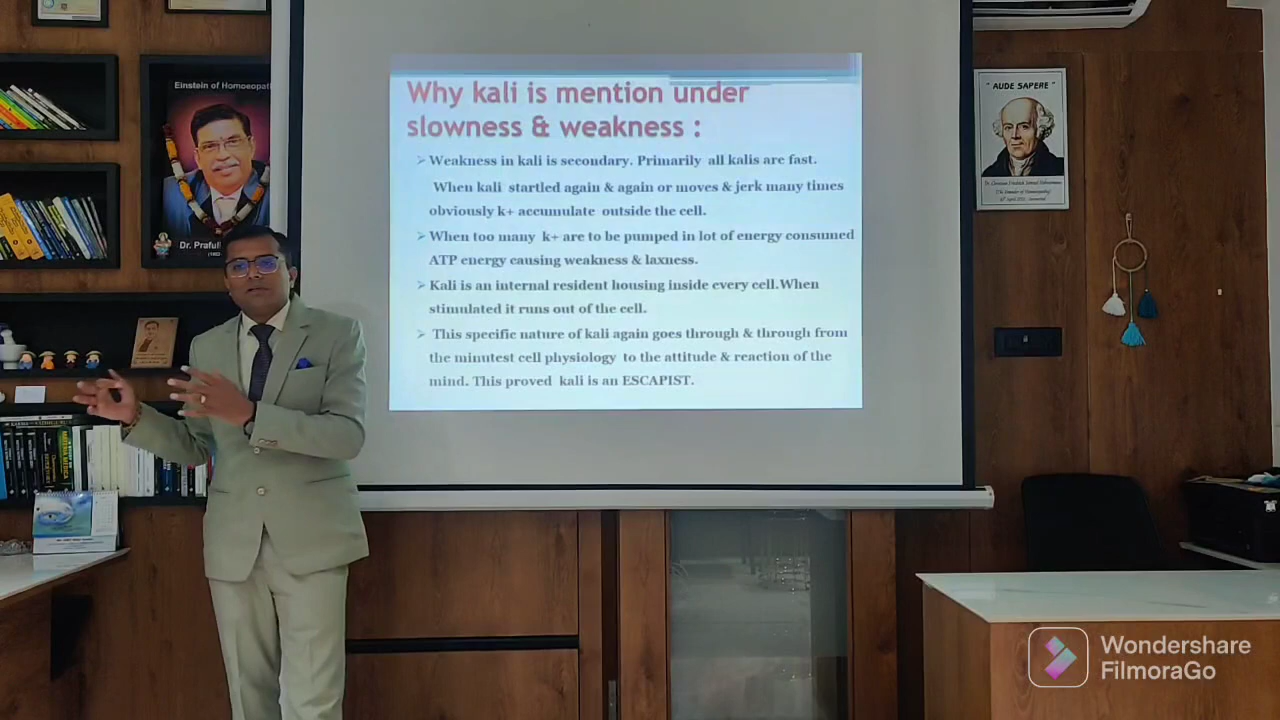 Why kali is mention under
slowness & weakness :
Weakness in kali is secondary. Primarily all kalis are fast.
When kali startled again & again or moves & jerk many times
obviously k+ accumulate outside the cell.
When too many k+ are to be pumped in lot of energy consumed
ATP energy causing weakness & laxness.
Kali is an internal resident housing inside every cell.When
stimulated it runs out of the cell.
This specific nature of kali again goes through & through from
the minutest cell physiology to the attitude & reaction of the
mind. This proved kali is an ESCAPIST.
Einstein of Homoeopat
Dr. Praful
" AUDE SAPERE "
Wondershare
FilmoraGo